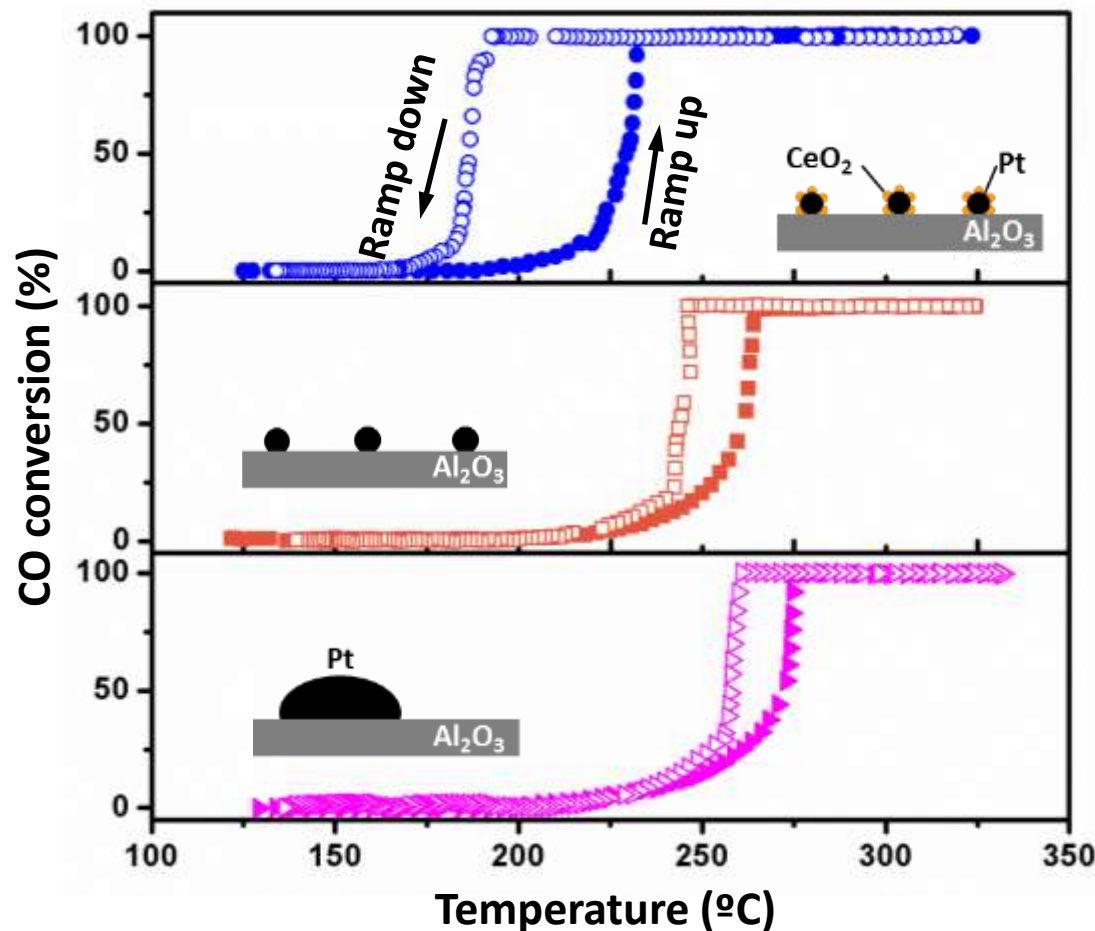 CO conversion (%)
100
50
0
Ramp down
Ramp up
CeO₂
Pt
Al₂O₃
100
50
0
Al₂O₃
100
50
0
Pt
Al₂O₃
100 150 200 250 300 350
Temperature (ºC)